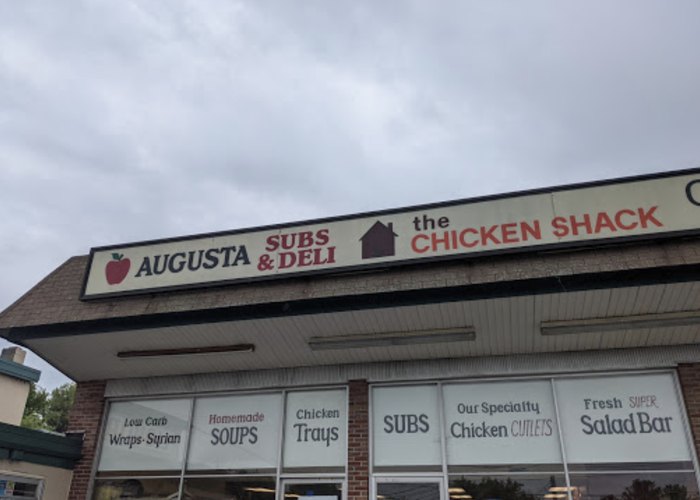 AUGUSTA SUBS & DELI
the CHICKEN SHACK
Low Carb
Wraps-Syrian
Homemade
SOUPS
Chicken
Trays
SUBS
Our Specialty
Chicken CUTLETS
Fresh SUPER
Salad Bar